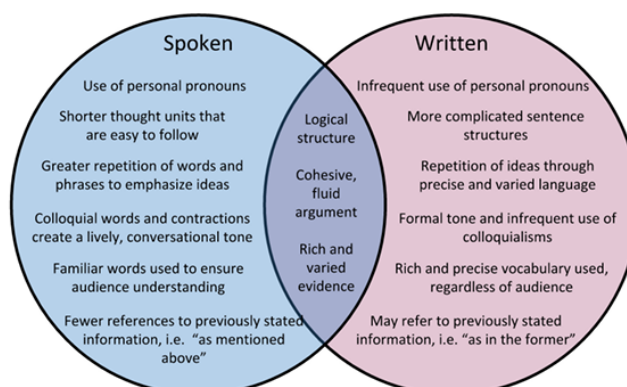 Spoken
Use of personal pronouns
Shorter thought units that
are easy to follow
Greater repetition of words and
phrases to emphasize ideas
Colloquial words and contractions
create a lively, conversational tone
Familiar words used to ensure
audience understanding
Fewer references to previously stated
information, i.e. “as mentioned
above”
Logical
structure
Cohesive,
fluid
argument
Rich and
varied
evidence
Written
Infrequent use of personal pronouns
More complicated sentence
structures
Repetition of ideas through
precise and varied language
Formal tone and infrequent use of
colloquialisms
Rich and precise vocabulary used,
regardless of audience
May refer to previously stated
information, i.e. “as in the former”